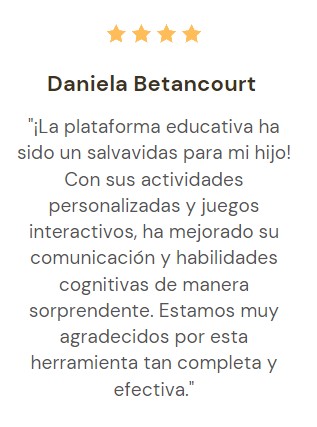 Daniela Betancourt
"¡La plataforma educativa ha
sido un salvavidas para mi hijo!
Con sus actividades
personalizadas y juegos
interactivos, ha mejorado su
comunicación y habilidades
cognitivas de manera
sorprendente. Estamos muy
agradecidos por esta
herramienta tan completa y
efectiva."